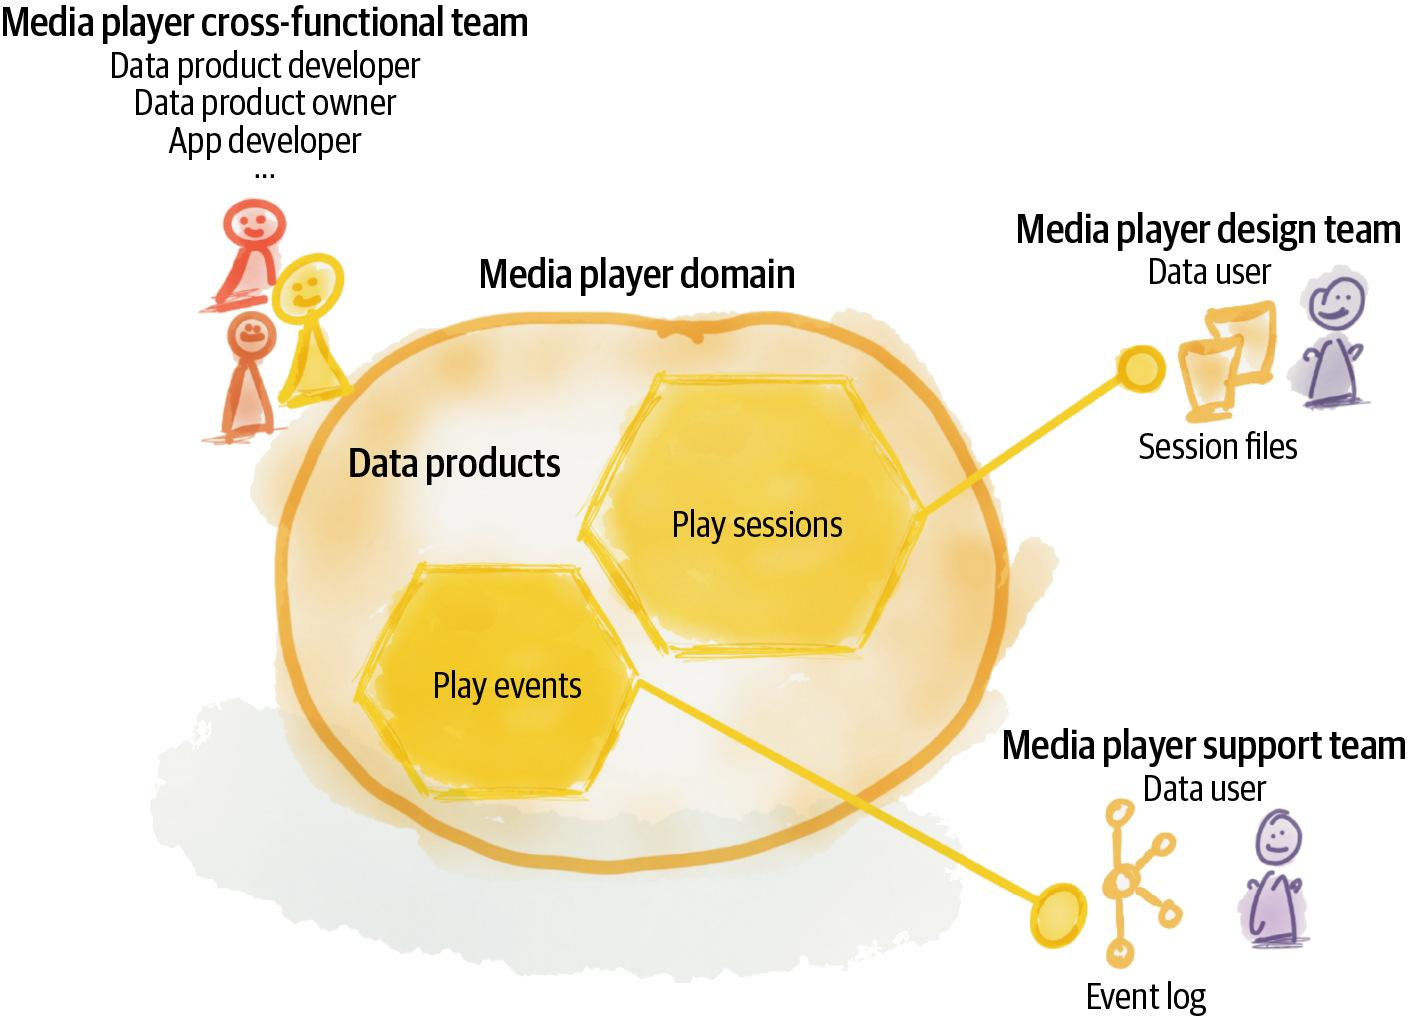 Media player cross-functional team
Data product developer
Data product owner
App developer
...
Media player domain
Data products
Play sessions
Play events
Media player design team
Data user
Session files
Media player support team
Data user
Event log